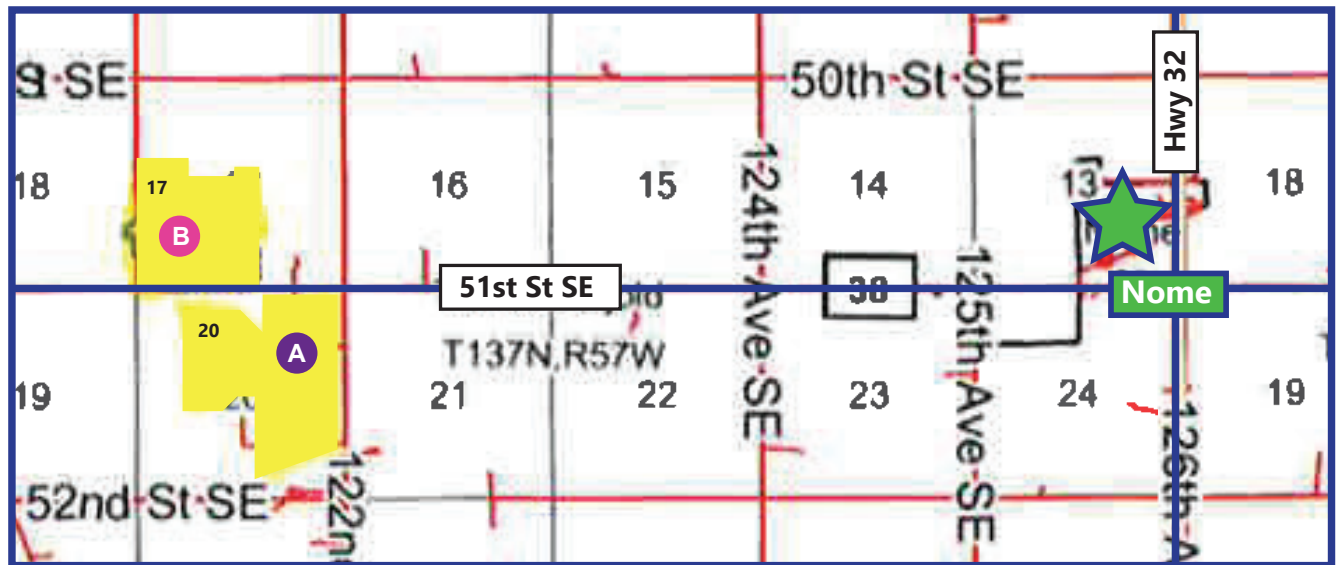 St SE
50th St SE
Hwy 32
18
17
16
15
14
13
18
B
124th Ave SE
51st St SE
38
125th Ave SE
Nome
20
A
T137N,R57W
19
21
22
23
24
19
126th A
52nd St SE
122n